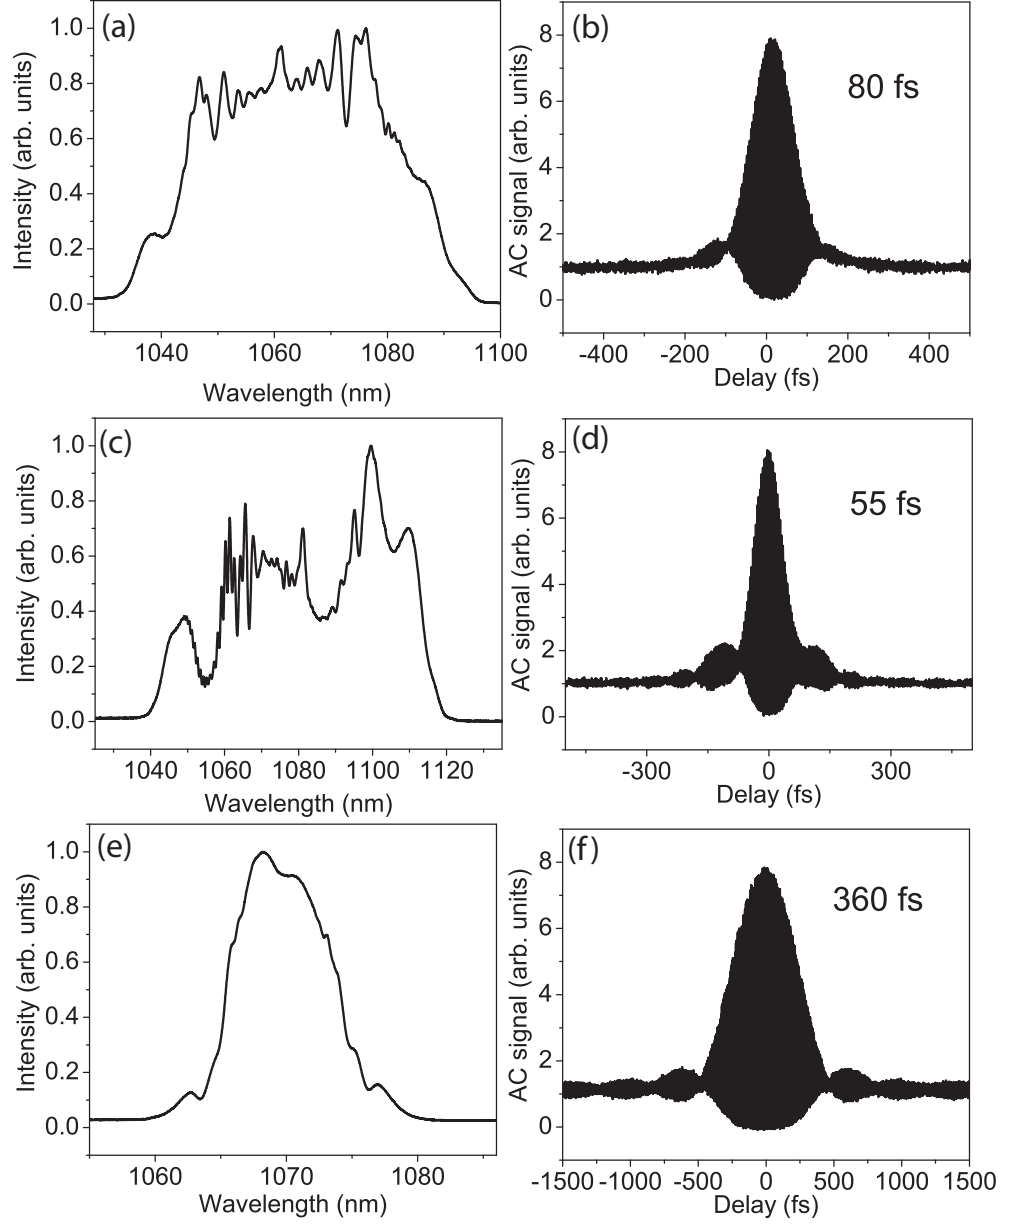 (a)
Intensity (arb. units)
1.0
0.8
0.6
0.4
0.2
0.0
1040 1060 1080 1100
Wavelength (nm)
(b)
80 fs
AC signal (arb. units)
8
6
4
2
0
-400 -200 0 200 400
Delay (fs)
(c)
Intensity (arb. units)
1.0
0.8
0.6
0.4
0.2
0.0
1040 1060 1080 1100 1120
Wavelength (nm)
(d)
55 fs
AC signal (arb. units)
8
6
4
2
0
-300 0 300
Delay (fs)
(e)
Intensity (arb. units)
1.0
0.8
0.6
0.4
0.2
0.0
1060 1070 1080
Wavelength (nm)
(f)
360 fs
AC signal (arb. units)
8
6
4
2
0
-1500 -1000 -500 0 500 1000 1500
Delay (fs)